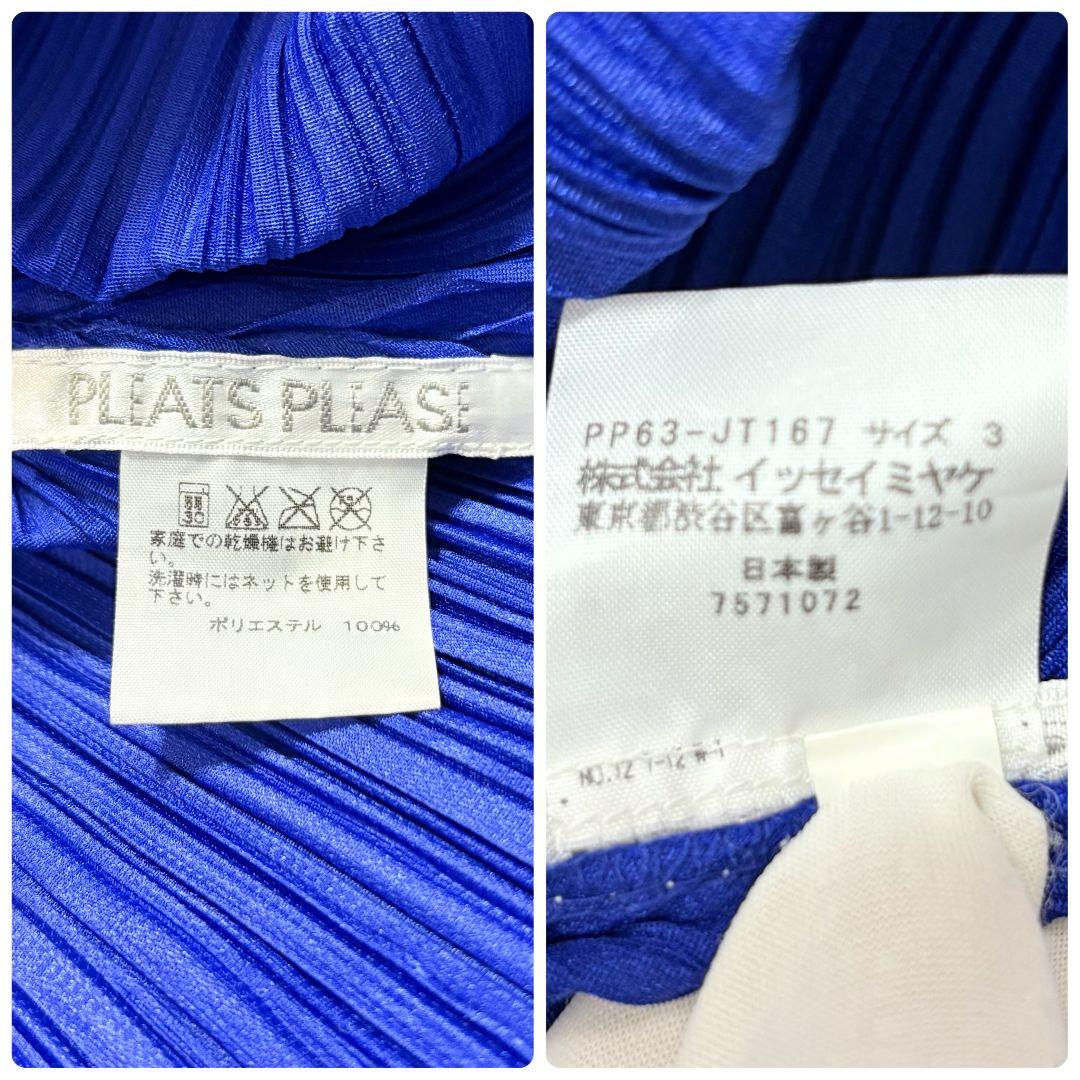 PLEATS PLEASE
弱
30
家庭での乾燥機はお避け下さ
い。
洗濯時にはネットを使用して
下さい。
ポリエステル 100%
PP63-JT167 サイズ 3
株式会社 イッセイミヤケ
東京都渋谷区富ヶ谷1-12-10
日本製
7571072